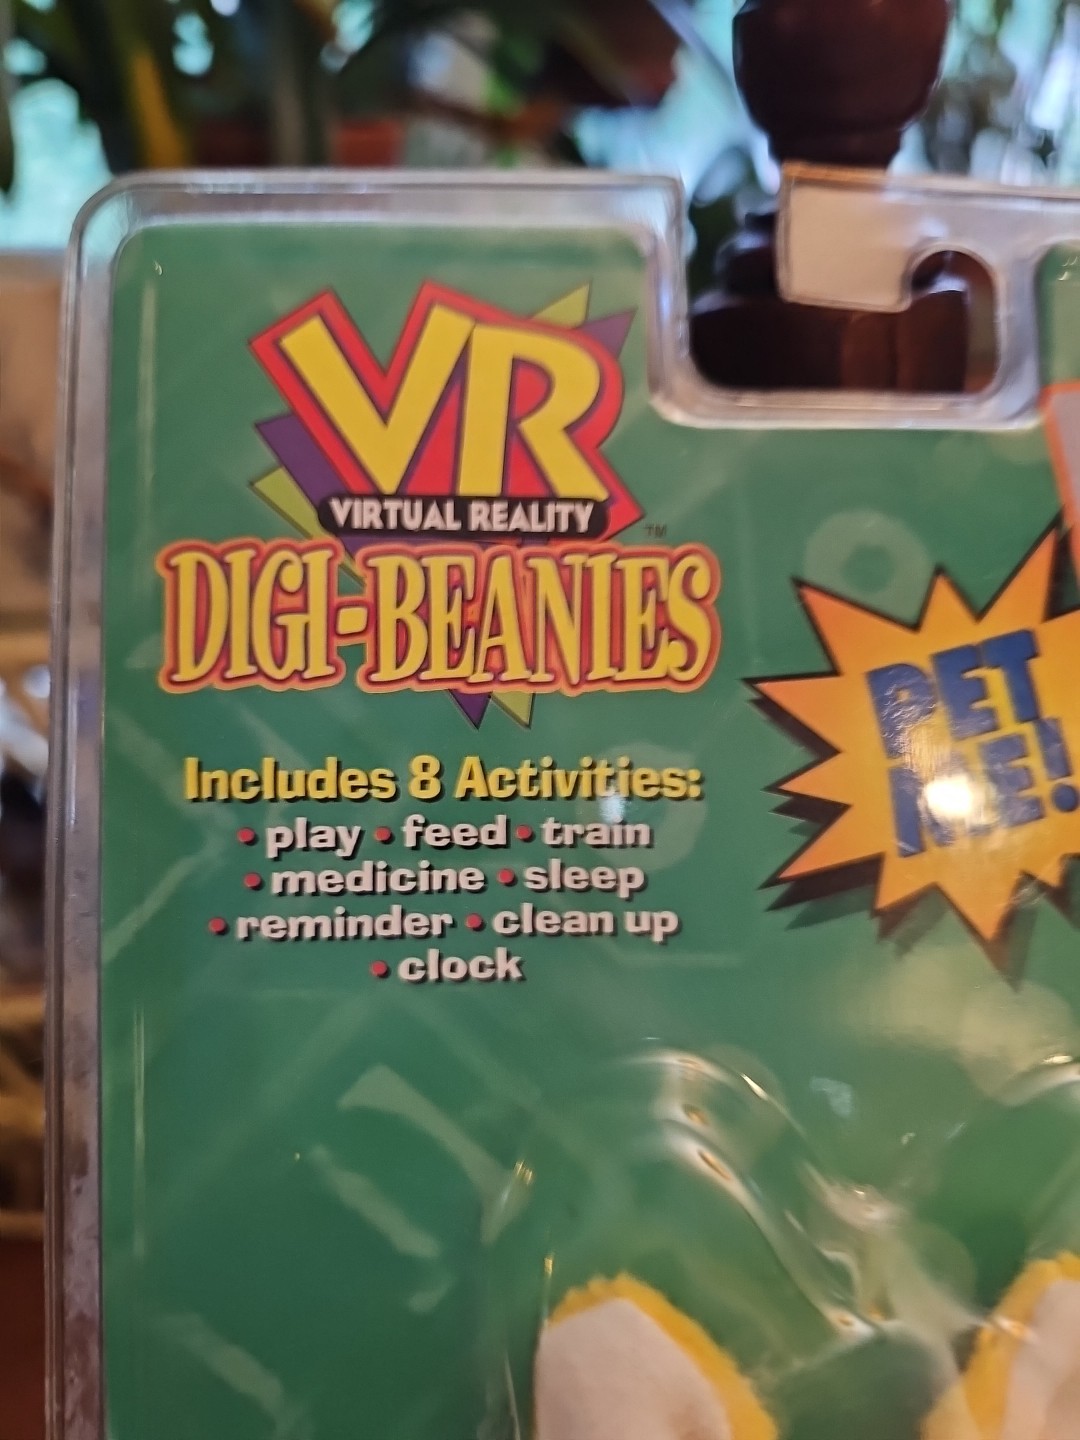 VR
VIRTUAL REALITY
TM
DIGI-BEANIES
Includes 8 Activities:
• play • feed • train
• medicine • sleep
• reminder • clean up
• clock
PET
ME!